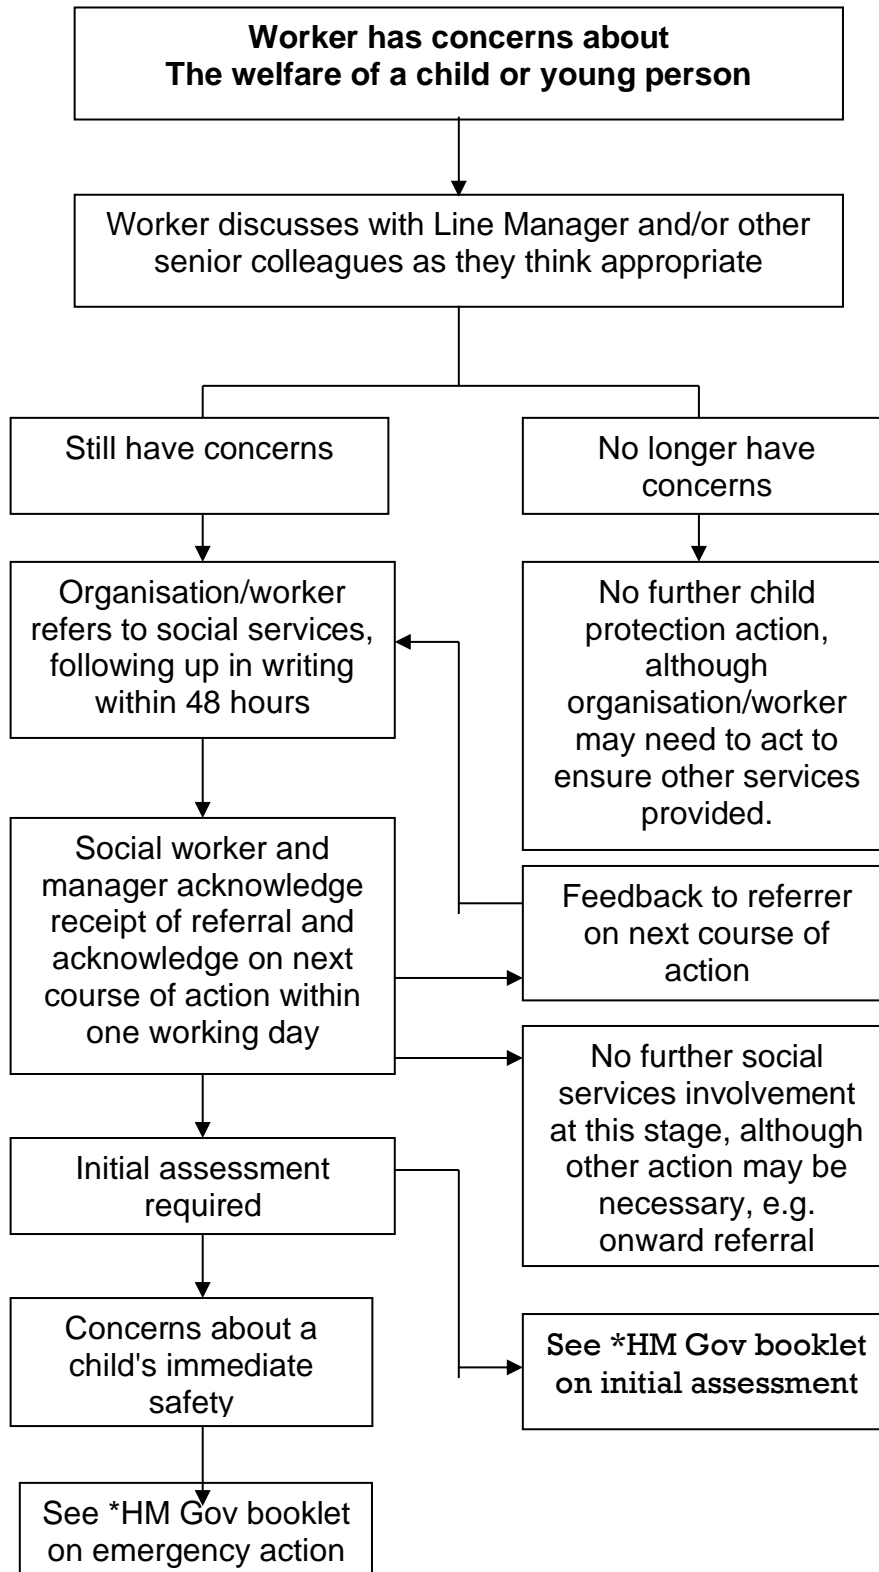 Worker has concerns about
The welfare of a child or young person
Worker discusses with Line Manager and/or other
senior colleagues as they think appropriate
Still have concerns
No longer have
concerns
Organisation/worker
refers to social services,
following up in writing
within 48 hours
No further child
protection action,
although
organisation/worker
may need to act to
ensure other services
provided.
Social worker and
manager acknowledge
receipt of referral and
acknowledge on next
course of action within
one working day
Feedback to referrer
on next course of
action
No further social
services involvement
at this stage, although
other action may be
necessary, e.g.
onward referral
Initial assessment
required
Concerns about a
child's immediate
safety
See *HM Gov booklet
on initial assessment
See *HM Gov booklet
on emergency action